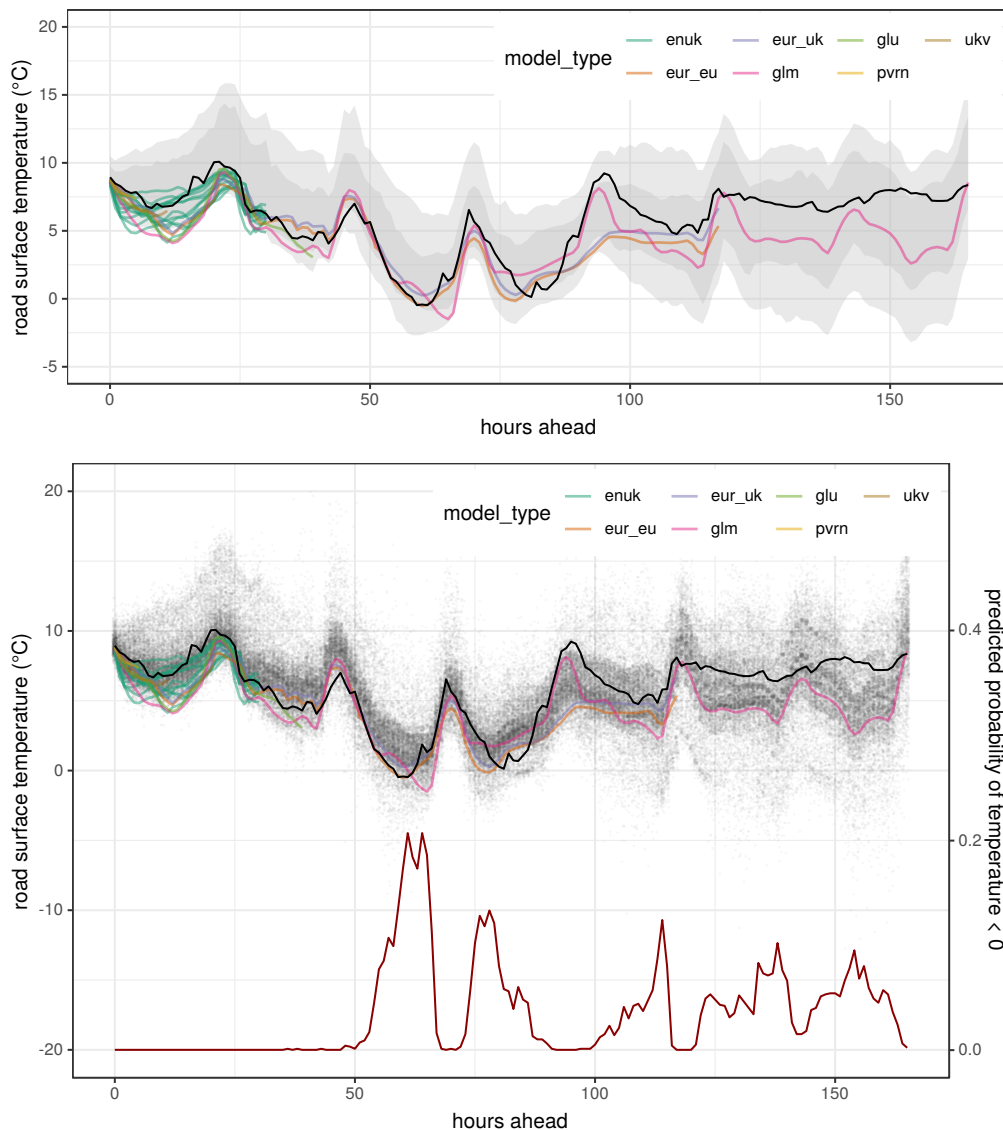 model_type
enuk
eur_uk
glu
ukv
eur_eu
glm
pvrn
20
15
10
5
0
-5
road surface temperature (°C)
0
50
100
150
hours ahead
model_type
enuk
eur_uk
glu
ukv
eur_eu
glm
pvrn
20
10
0
-10
-20
road surface temperature (°C)
0.4
0.2
0.0
predicted probability of temperature < 0
0
50
100
150
hours ahead